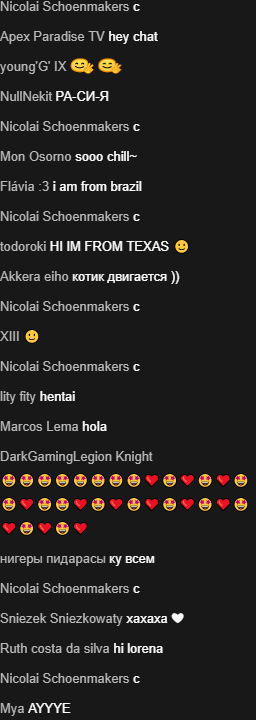 Nicolai Schoenmakers c
Apex Paradise TV hey chat
young'G' IX
NullNekit РА-СИ-Я
Nicolai Schoenmakers c
Mon Osorno sooo chill~
Flávia :3 i am from brazil
Nicolai Schoenmakers c
todoroki HI IM FROM TEXAS 🙂
Akkera eiho котик двигается ))
Nicolai Schoenmakers c
XIII 🙂
Nicolai Schoenmakers c
lity fity hentai
Marcos Lema hola
DarkGamingLegion Knight
🤩🤩🤩🤩🤩🤩🤩🤩❤🤩❤🤩❤🤩
🤩❤🤩🤩❤🤩❤🤩❤🤩❤🤩❤🤩
❤🤩❤🤩❤
нигеры пидарасы ку всем
Nicolai Schoenmakers c
Sniezek Sniezkowaty xaxaxa 🤍
Ruth costa da silva hi lorena
Nicolai Schoenmakers c
Mya AYYYE